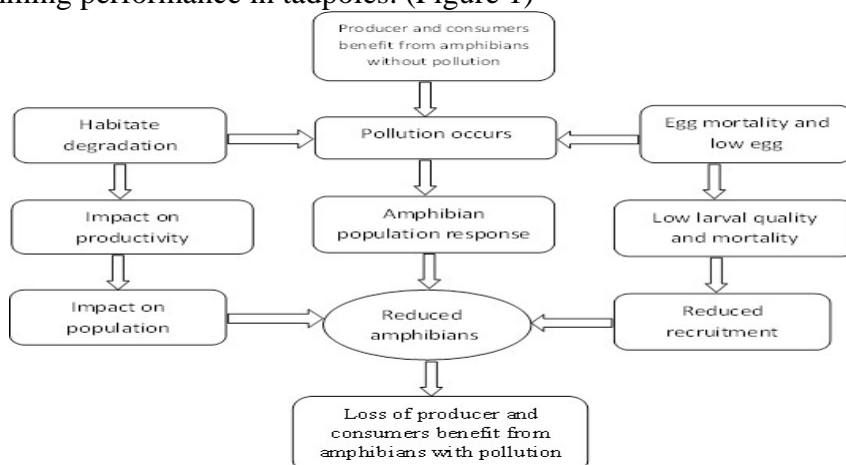 performance in tadpoles. (Figure 1)
Producer and consumers
benefit from amphibians
without pollution
Habitate
degradation
Pollution occurs
Egg mortality and
low egg
Impact on
productivity
Amphibian
population response
Low larval quality
and mortality
Impact on
population
Reduced
amphibians
Reduced
recruitment
Loss of producer and
consumers benefit from
amphibians with pollution